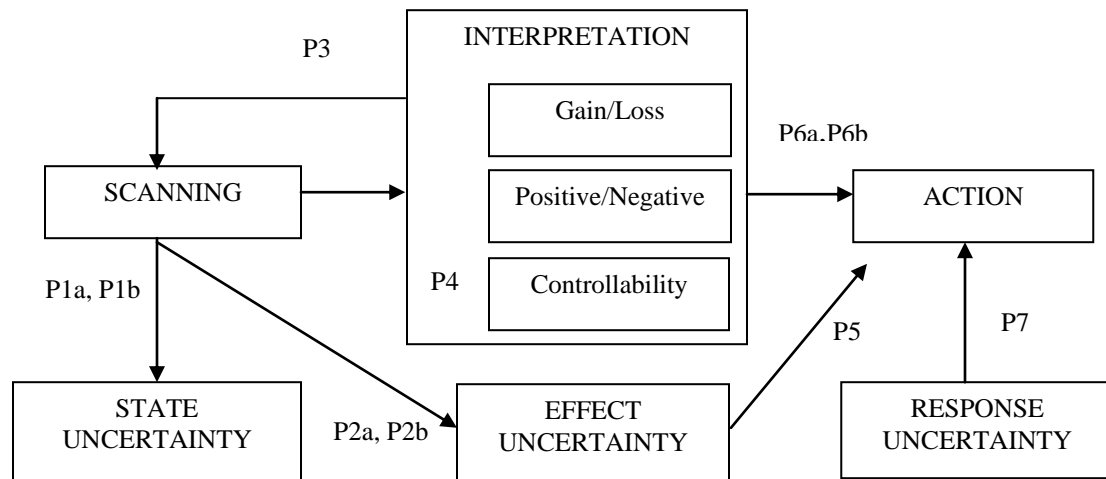 INTERPRETATION
P3
Gain/Loss
P6a,P6b
SCANNING
Positive/Negative
ACTION
P1a, P1b
P4
Controllability
P5
P7
STATE
UNCERTAINTY
P2a, P2b
EFFECT
UNCERTAINTY
RESPONSE
UNCERTAINTY